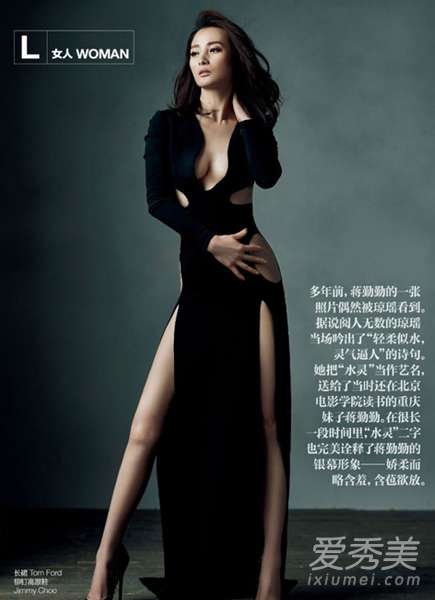 L 女人 WOMAN
多年前，蒋勤勤的一张
照片偶然被琼瑶看到。
据说阅人无数的琼瑶
当场吟出了“轻柔似水，
灵气逼人”的诗句。
她把“水灵”当作艺名，
送给了当时还在北京
电影学院读书的重庆
妹子蒋勤勤。在很长
一段时间里，“水灵”二字
也完美诠释了蒋勤勤的
银幕形象——娇柔而
略含羞，含苞欲放。
长裙 Tom Ford
铆钉高跟鞋
Jimmy Choo
爱秀美
ixiumei.com